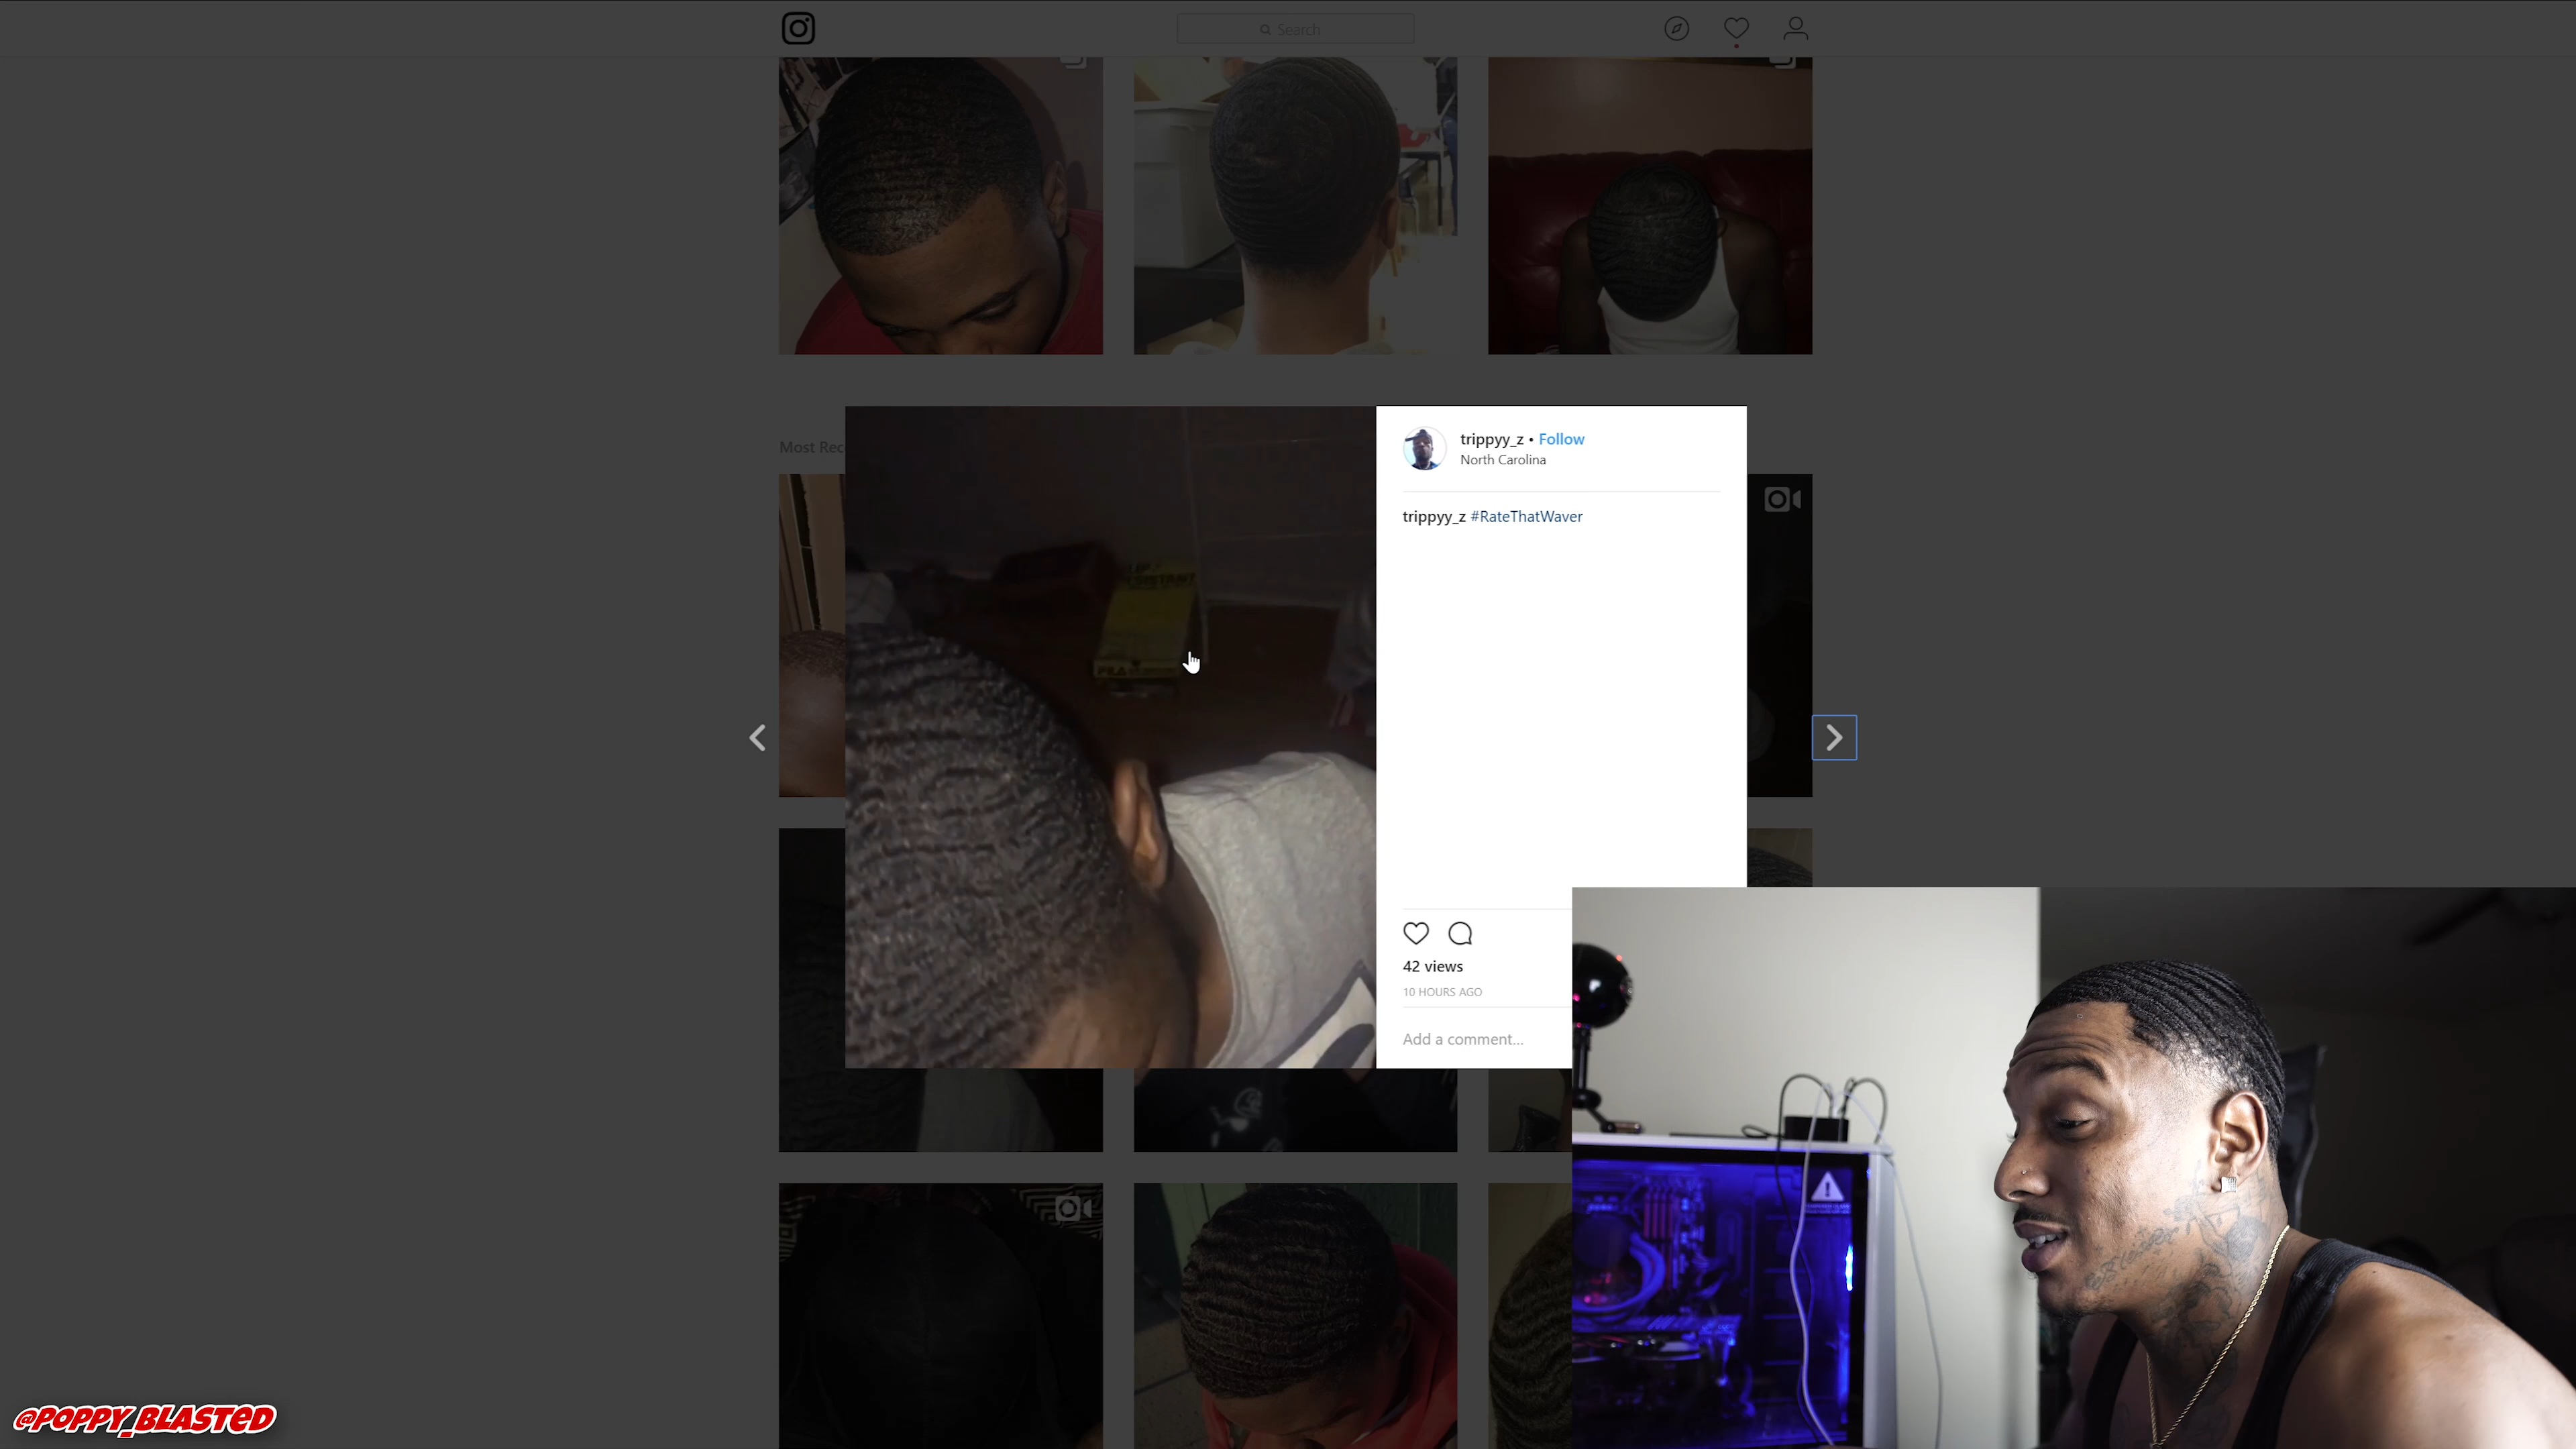 Search
Most Rec
trippyy_z • Follow
North Carolina
trippyy_z #RateThatWaver
42 views
10 HOURS AGO
Add a comment...
@POPPY_BLASTED